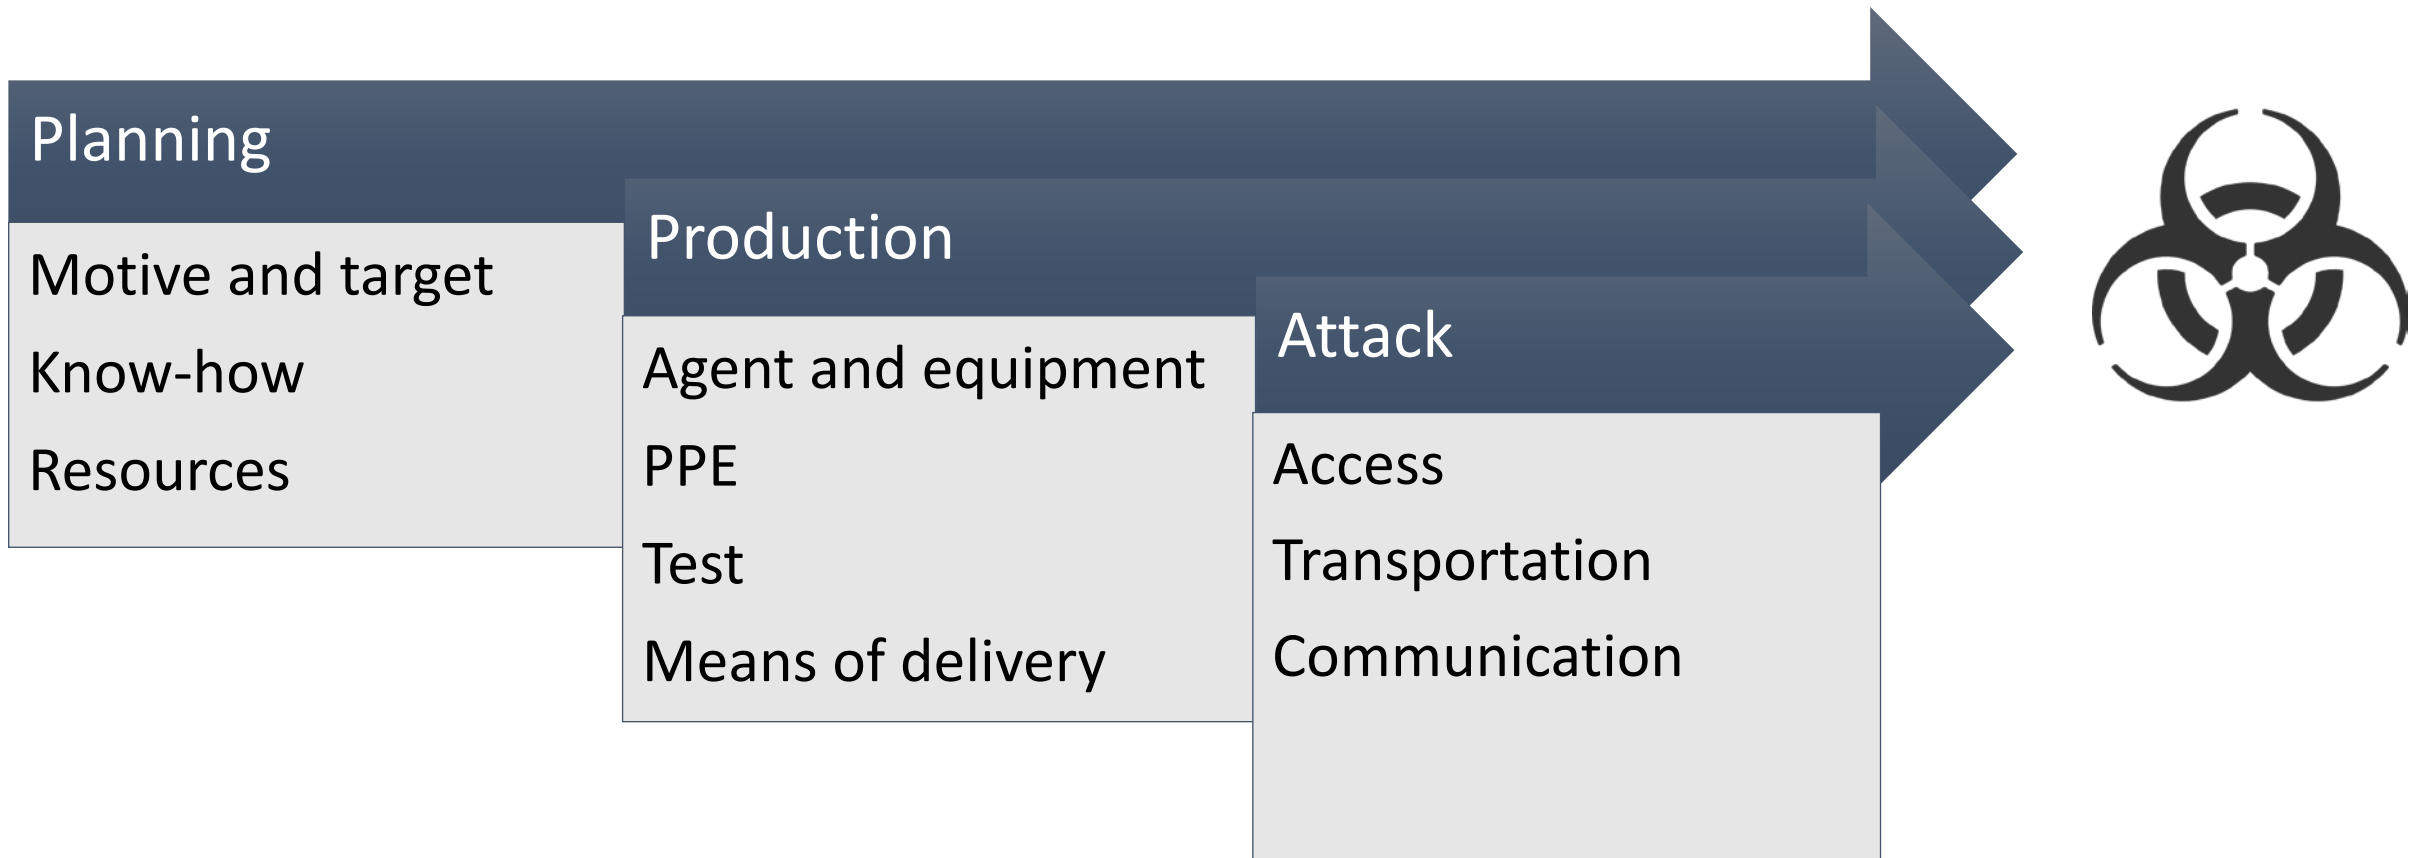 Planning
Motive and target
Know-how
Resources
Production
Agent and equipment
PPE
Test
Means of delivery
Attack
Access
Transportation
Communication